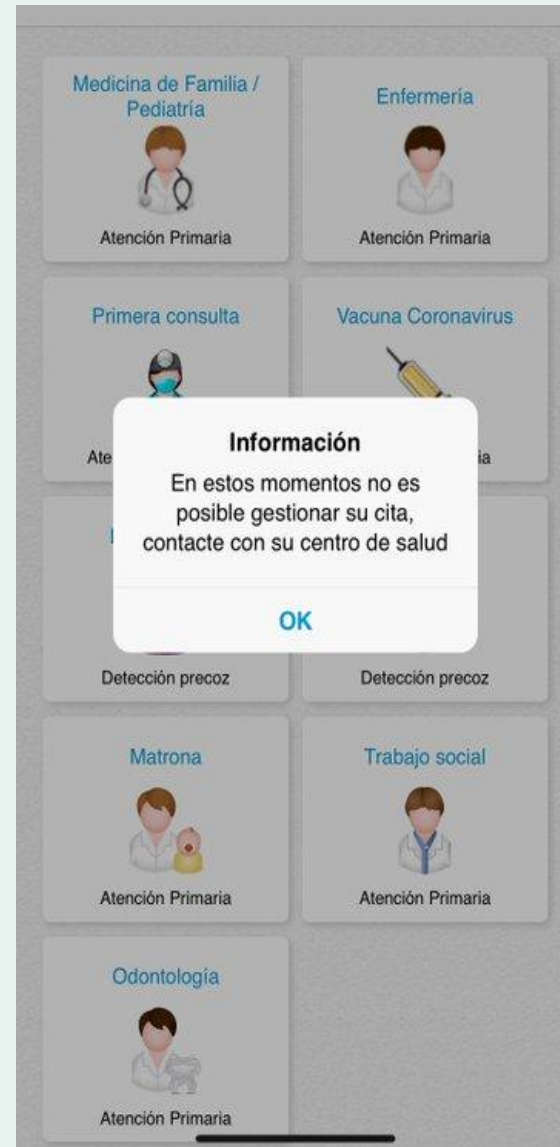 Medicina de Familia /
Pediatría
Atención Primaria
Enfermería
Atención Primaria
Primera consulta
Vacuna Coronavirus
Información
En estos momentos no es
posible gestionar su cita,
contacte con su centro de salud
OK
Detección precoz
Detección precoz
Matrona
Atención Primaria
Trabajo social
Atención Primaria
Odontología
Atención Primaria